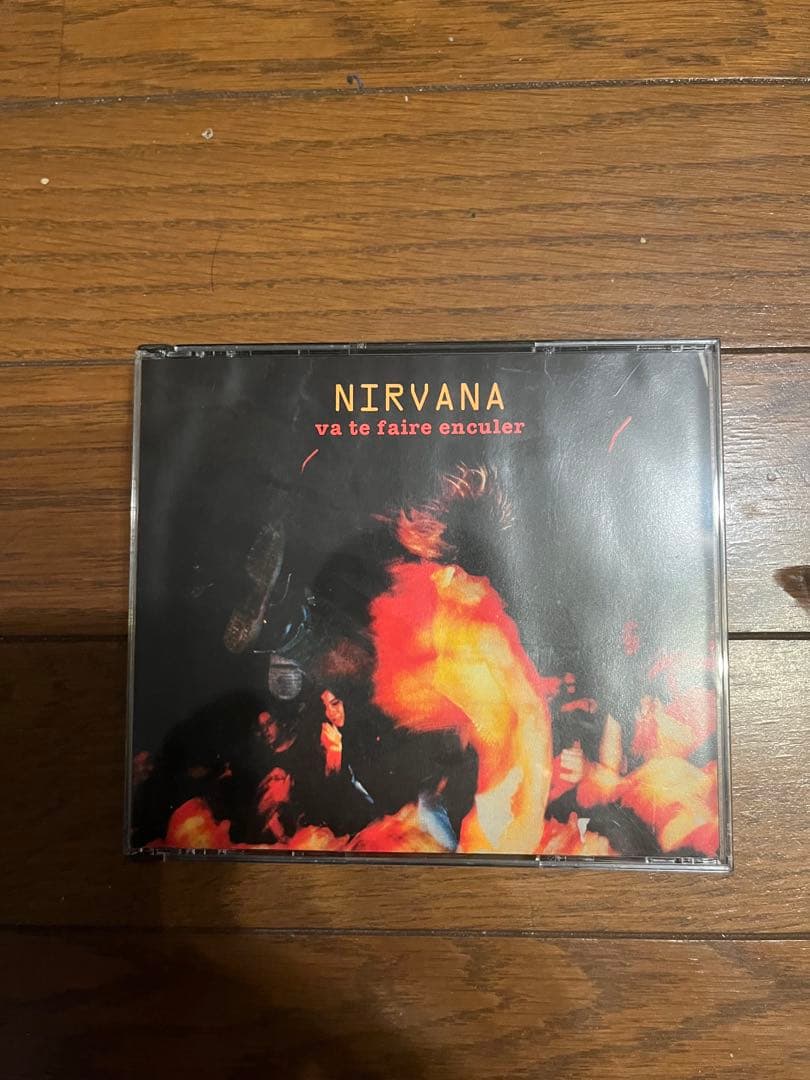 NIRVANA
va te faire enculer